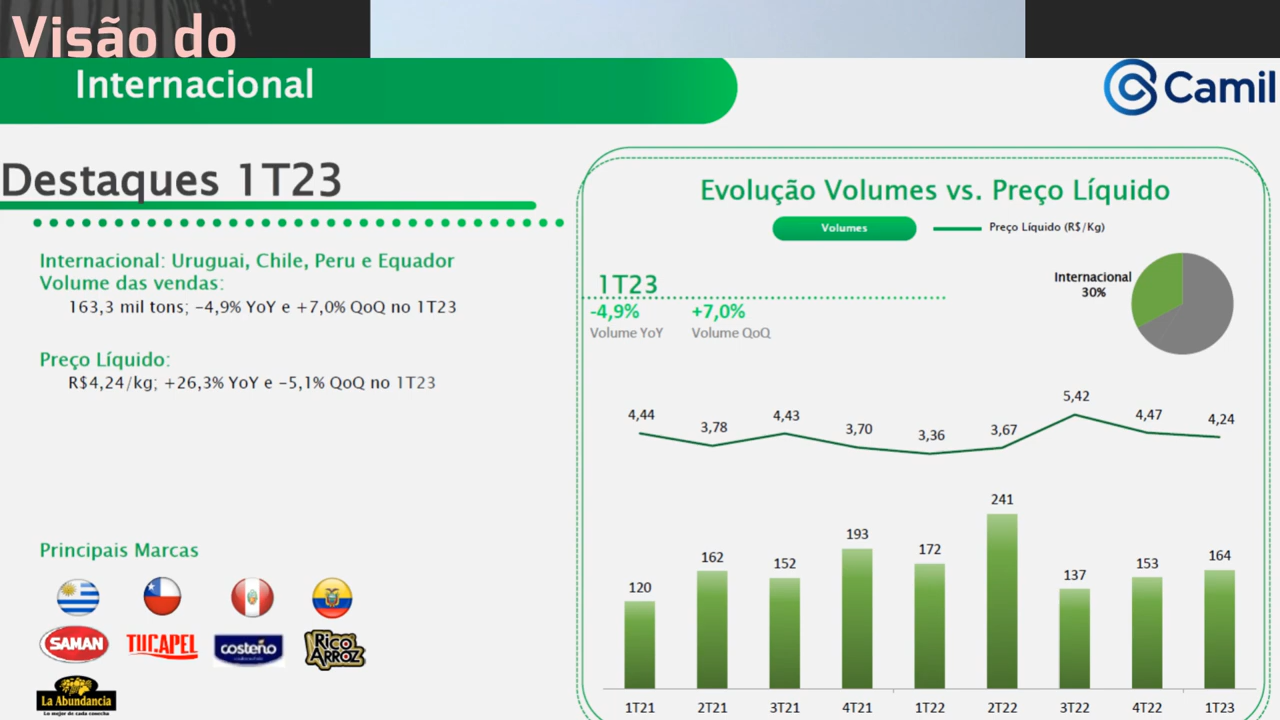 Visão do
Internacional
Camil
Destaques 1T23
Internacional: Uruguai, Chile, Peru e Equador
Volume das vendas:
163,3 mil tons; -4,9% YoY e +7,0% QoQ no 1T23
Preço Líquido:
R$4,24/kg; +26,3% YoY e -5,1% QoQ no 1T23
Principais Marcas
SAMAN
TUCAPEL
costeño
RICO ARROZ
La Abundancia
Lo mejor de cada cosecha
Evolução Volumes vs. Preço Líquido
Volumes
Preço Líquido (R$/Kg)
1T23
-4,9% +7,0%
Volume YoY Volume QoQ
Internacional
30%
4,44 3,78 4,43 3,70 3,36 3,67 5,42 4,47 4,24
120 162 152 193 172 241 137 153 164
1T21 2T21 3T21 4T21 1T22 2T22 3T22 4T22 1T23